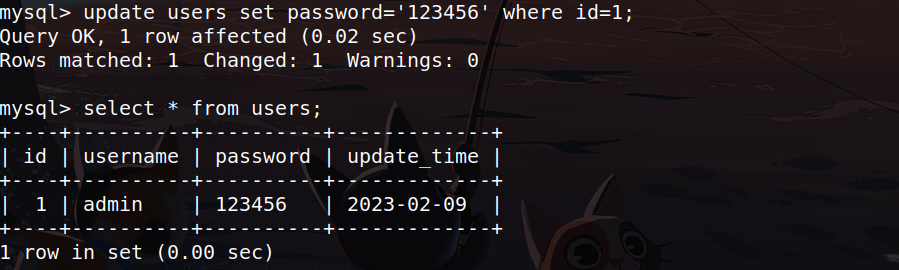 mysql> update users set password='123456' where id=1;
Query OK, 1 row affected (0.02 sec)
Rows matched: 1  Changed: 1  Warnings: 0

mysql> select * from users;
+----+----------+----------+-------------+
| id | username | password | update_time |
+----+----------+----------+-------------+
|  1 | admin    | 123456   | 2023-02-09  |
+----+----------+----------+-------------+
1 row in set (0.00 sec)